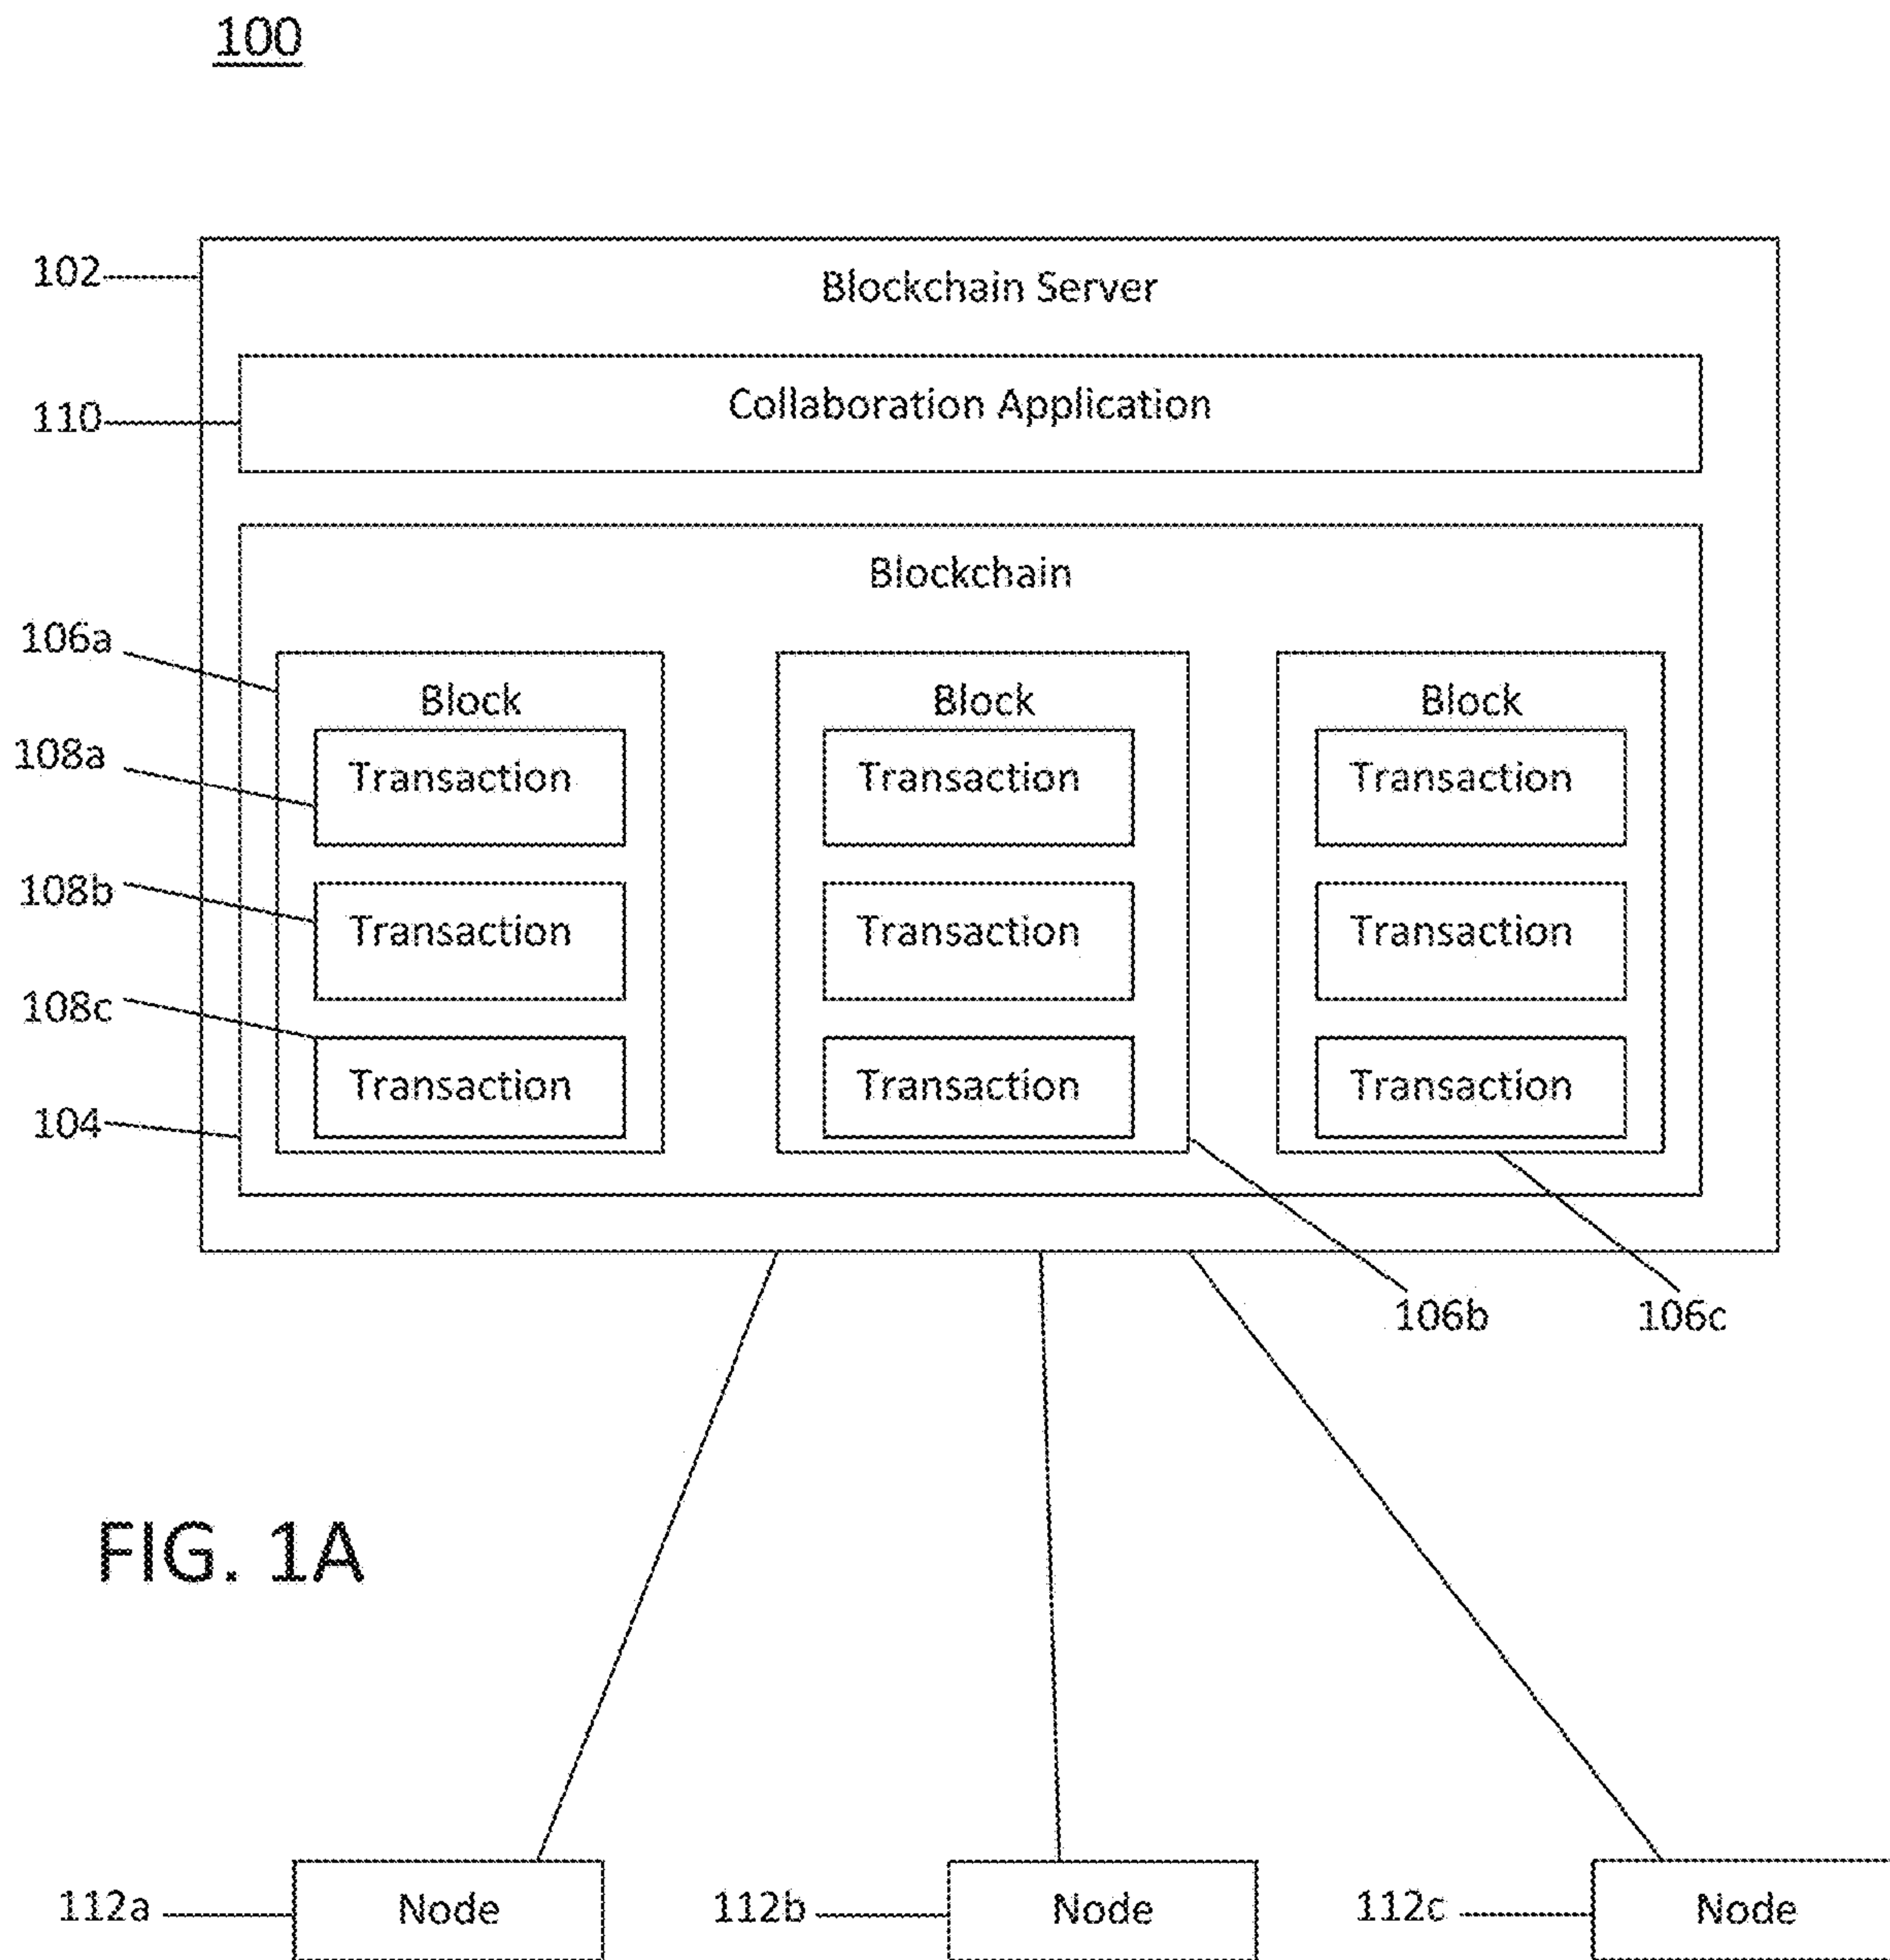 100
102
Blockchain Server
110
Collaboration Application
Blockchain
106a
Block Block Block
108a
Transaction Transaction Transaction
108b
Transaction Transaction Transaction
108c
Transaction Transaction Transaction
104
106b 106c
FIG. 1A
112a Node 112b Node 112c Node